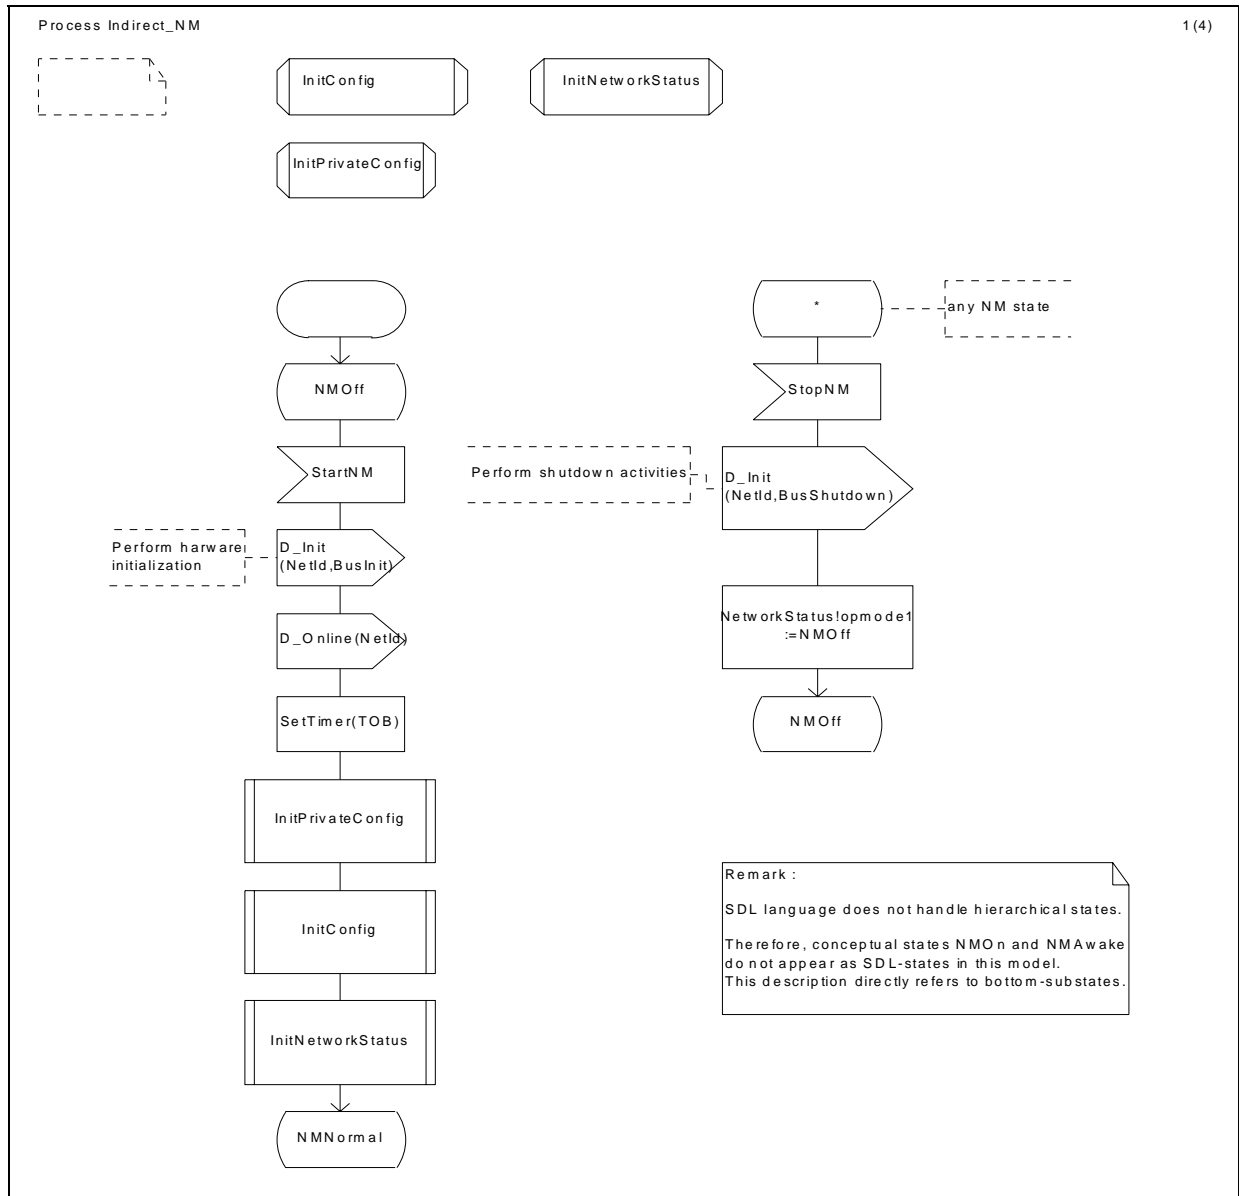 Process Indirect_NM
1(4)
InitConfig
InitNetworkStatus
InitPrivateConfig
NMOff
StartNM
Perform harware
initialization
D_Init
(NetId,BusInit)
D_Online(NetId)
SetTimer(TOB)
InitPrivateConfig
InitConfig
InitNetworkStatus
NMNormal
*
any NM state
StopNM
Perform shutdown activities
D_Init
(NetId,BusShutdown)
NetworkStatus!opmode1
:=NMOff
NMOff
Remark :
SDL language does not handle hierarchical states.
Therefore, conceptual states NMOn and NMAwake
do not appear as SDL-states in this model.
This description directly refers to bottom-substates.